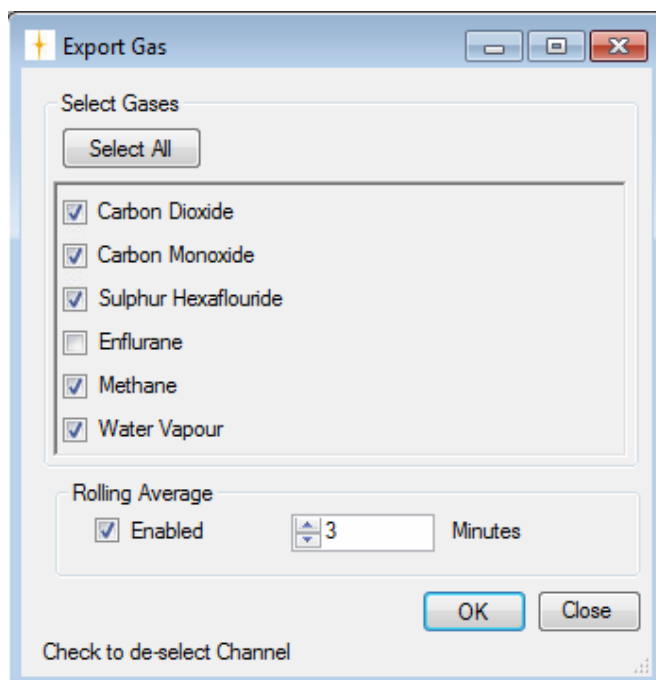 Export Gas
Select Gases
Select All
Carbon Dioxide
Carbon Monoxide
Sulphur Hexaflouride
Enflurane
Methane
Water Vapour
Rolling Average
Enabled 3 Minutes
OK Close
Check to de-select Channel